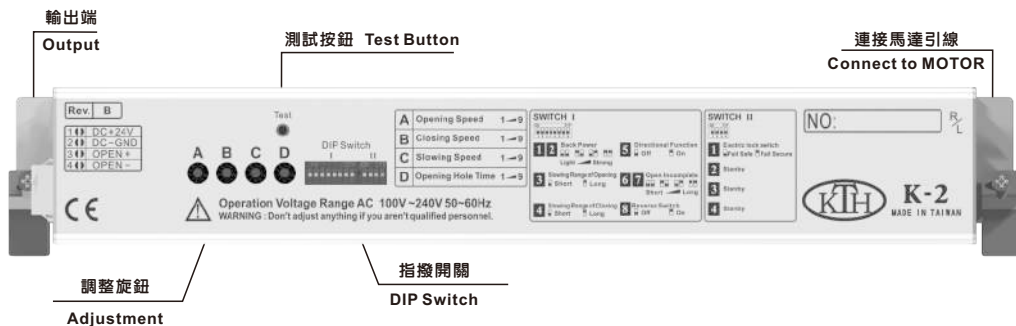 輸出端
Output
測試按鈕 Test Button
連接馬達引線
Connect to MOTOR
Rev. B
1 DC+24V
2 DC-GND
3 OPEN+
4 OPEN-
Test
A B C D
DIP Switch
I II
A Opening Speed 1 9
B Closing Speed 1 9
C Slowing Speed 1 9
D Opening Hole Time 1 9
Operation Voltage Range AC 100V~240V 50~60Hz
WARNING : Don't adjust anything if you aren't qualified personnel.
CE
SWITCH I
1 2 Back Power
Light Strong
3 Slowing Range of Opening
Short Long
4 Slowing Range of Closing
Short Long
5 Directional Function
Off On
6 7 Open Incomplete
Short Long
8 Reverse Switch
Off On
SWITCH II
1 Electric lock switch
Fail Safe Fail Secure
2 Stanby
3 Stanby
4 Stanby
NO:
R/L
KTH
K-2
MADE IN TAIWAN
調整旋鈕
Adjustment
指撥開關
DIP Switch